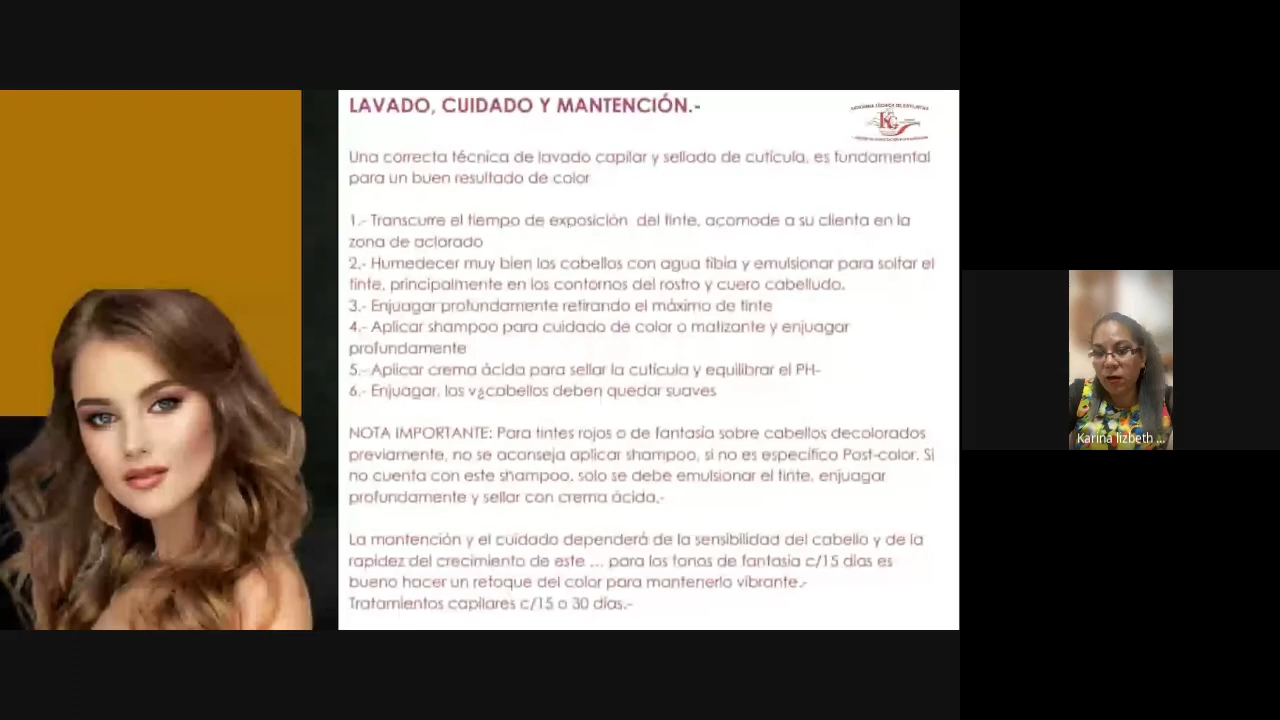 LAVADO, CUIDADO Y MANTENCIÓN.-
Una correcta técnica de lavado capilar y sellado de cutícula, es fundamental
para un buen resultado de color
1.- Transcurre el tiempo de exposición del tinte, acomode a su clienta en la
zona de aclorado
2.- Humedecer muy bien los cabellos con agua tibia y emulsionar para soltar el
tinte, principalmente en los contornos del rostro y cuero cabelludo.
3.- Enjuagar profundamente retirando el máximo de tinte
4.- Aplicar shampoo para cuidado de color o matizante y enjuagar
profundamente
5.- Aplicar crema ácida para sellar la cutícula y equilibrar el PH-
6.- Enjuagar, los cabellos deben quedar suaves
NOTA IMPORTANTE: Para tintes rojos o de fantasía sobre cabellos decolorados
previamente, no se aconseja aplicar shampoo, si no es específico Post-color. Si
no cuenta con este shampoo, solo se debe emulsionar el tinte, enjuagar
profundamente y sellar con crema ácida.-
La mantención y el cuidado dependerá de la sensibilidad del cabello y de la
rapidez del crecimiento de este ... para los tonos de fantasía c/15 días es
bueno hacer un retoque del color para mantenerlo vibrante.-
Tratamientos capilares c/15 o 30 días.-
KG
Karina lizbeth ...